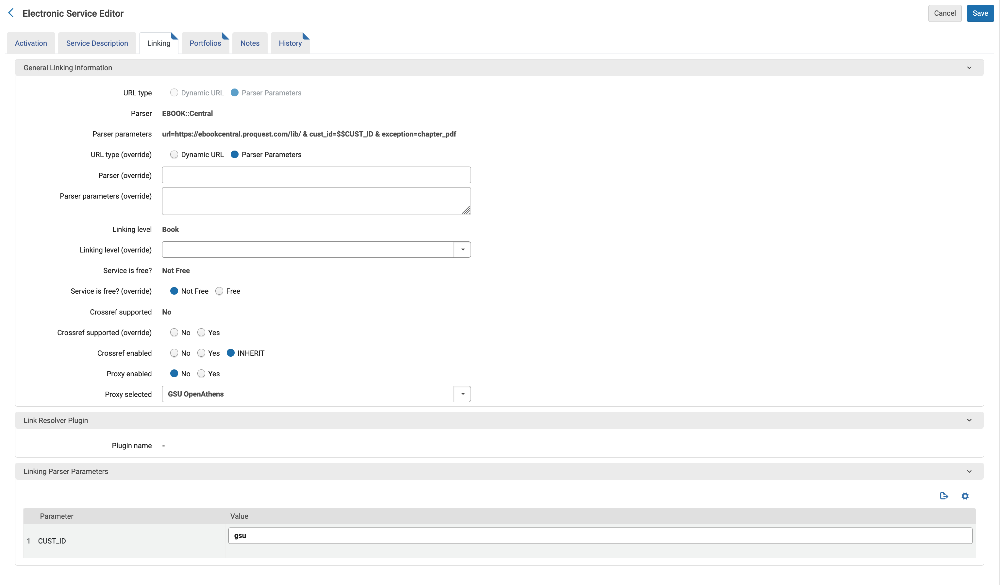 Electronic Service Editor
Cancel Save
Activation Service Description Linking Portfolios Notes History
General Linking Information
URL type Dynamic URL Parser Parameters
Parser EBOOK::Central
Parser parameters url=https://ebookcentral.proquest.com/lib/ & cust_id=$$CUST_ID & exception=chapter_pdf
URL type (override) Dynamic URL Parser Parameters
Parser (override)
Parser parameters (override)
Linking level Book
Linking level (override)
Service is free? Not Free
Service is free? (override) Not Free Free
Crossref supported No
Crossref supported (override) No Yes
Crossref enabled No Yes INHERIT
Proxy enabled No Yes
Proxy selected GSU OpenAthens
Link Resolver Plugin
Plugin name -
Linking Parser Parameters
Parameter Value
1 CUST_ID gsu